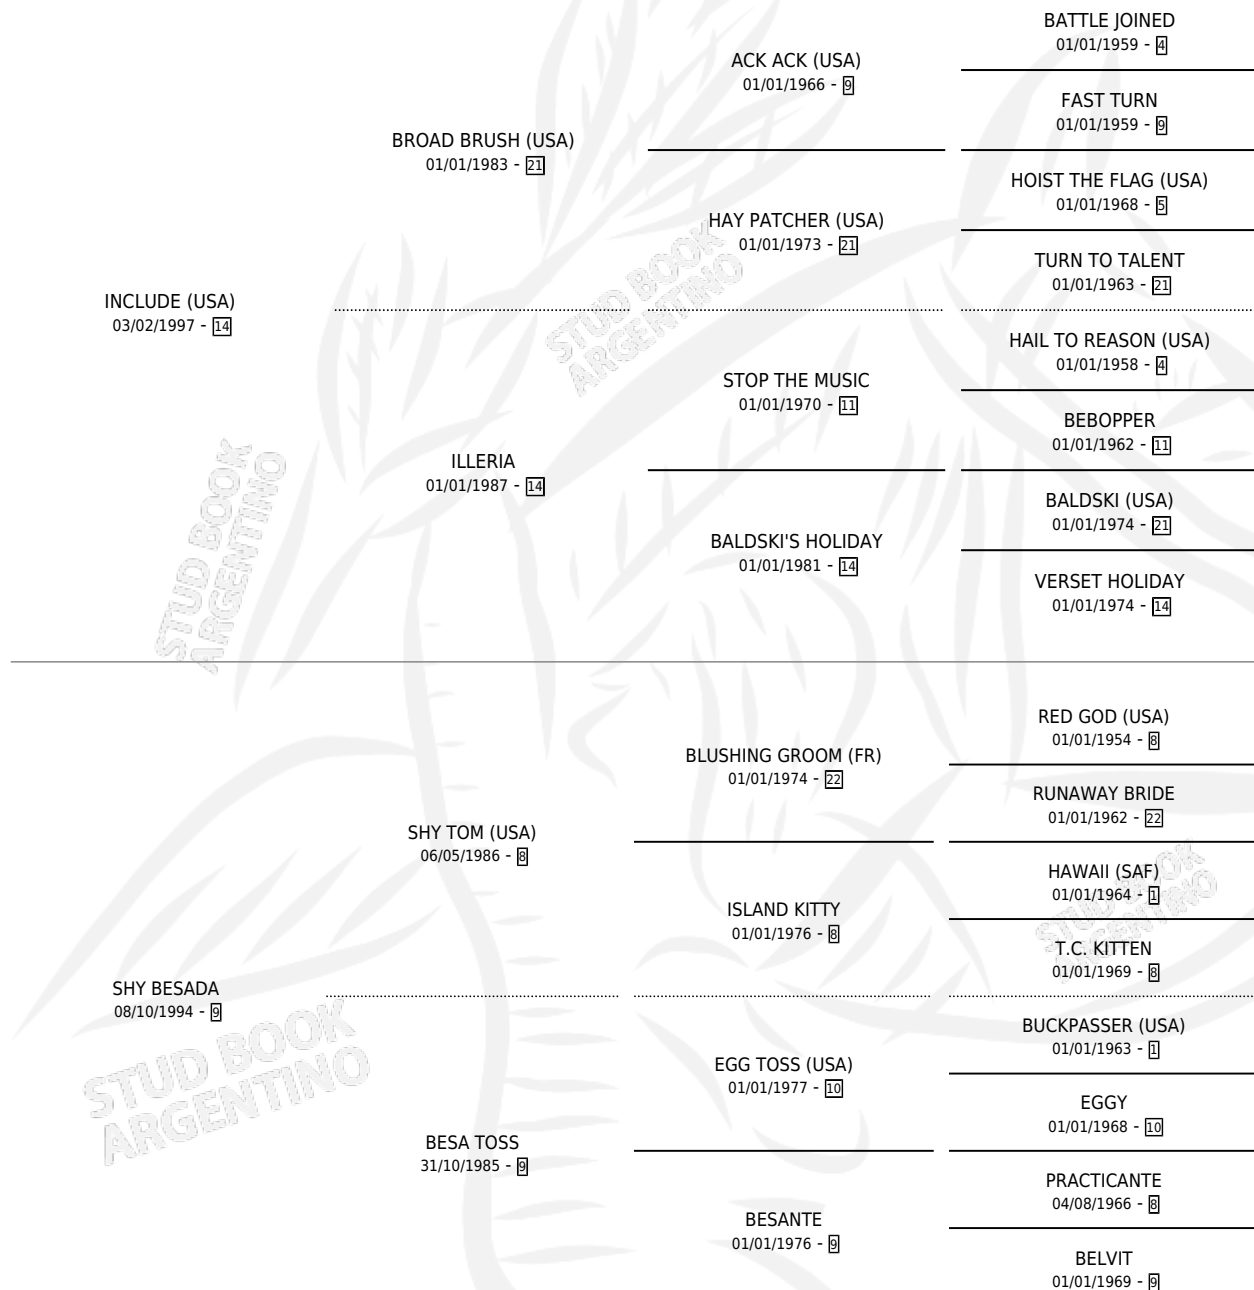 BATTLE JOINED
01/01/1959 - 4
ACK ACK (USA)
01/01/1966 - 9
FAST TURN
01/01/1959 - 9
BROAD BRUSH (USA)
01/01/1983 - 21
HOIST THE FLAG (USA)
01/01/1968 - 5
HAY PATCHER (USA)
01/01/1973 - 21
TURN TO TALENT
01/01/1963 - 21
INCLUDE (USA)
03/02/1997 - 14
HAIL TO REASON (USA)
01/01/1958 - 4
STOP THE MUSIC
01/01/1970 - 11
BEBOPPER
01/01/1962 - 11
ILLERIA
01/01/1987 - 14
BALDSKI (USA)
01/01/1974 - 21
BALDSKI'S HOLIDAY
01/01/1981 - 14
VERSET HOLIDAY
01/01/1974 - 14
RED GOD (USA)
01/01/1954 - 8
BLUSHING GROOM (FR)
01/01/1974 - 22
RUNAWAY BRIDE
01/01/1962 - 22
SHY TOM (USA)
06/05/1986 - 8
HAWAII (SAF)
01/01/1964 - 1
ISLAND KITTY
01/01/1976 - 8
T.C. KITTEN
01/01/1969 - 8
SHY BESADA
08/10/1994 - 9
BUCKPASSER (USA)
01/01/1963 - 1
EGG TOSS (USA)
01/01/1977 - 10
EGGY
01/01/1968 - 10
BESA TOSS
31/10/1985 - 9
PRACTICANTE
04/08/1966 - 8
BESANTE
01/01/1976 - 9
BELVIT
01/01/1969 - 9
STUD BOOK
ARGENTINO
STUD BOOK
ARGENTINO
STUD BOOK
ARGENTINO
STUD BOOK
ARGENTINO